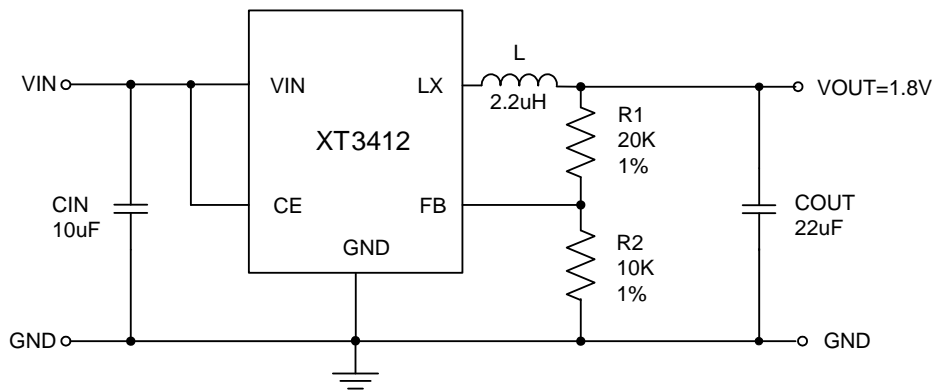 L
VIN
VIN
LX
2.2uH
VOUT=1.8V
R1
20K
1%
XT3412
CIN
10uF
CE
FB
COUT
22uF
GND
R2
10K
1%
GND
GND